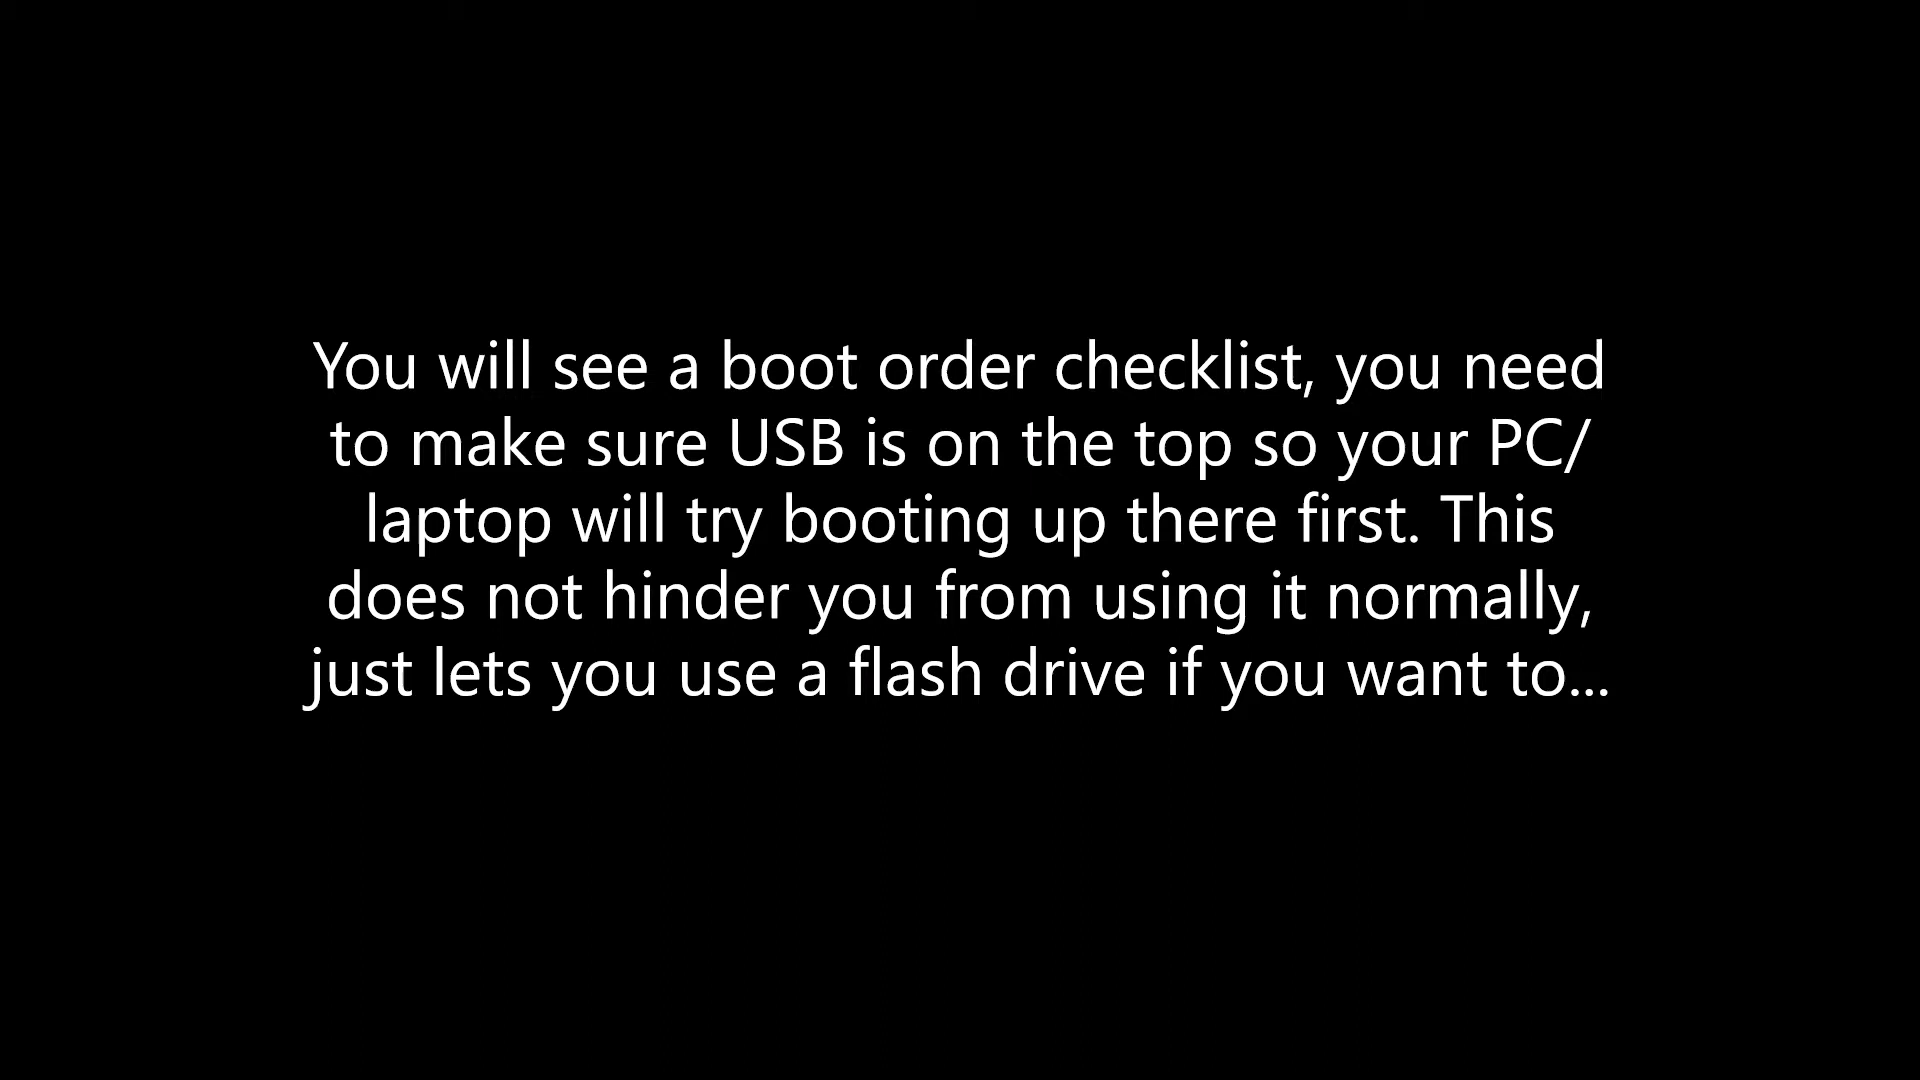 You will see a boot order checklist, you need
to make sure USB is on the top so your PC/
laptop will try booting up there first. This
does not hinder you from using it normally,
just lets you use a flash drive if you want to...